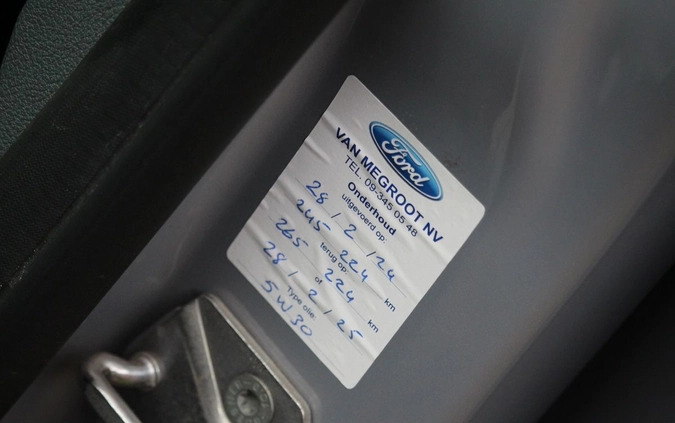 Ford
VAN MEGROOT NV
TEL. 09-345 05 48
Onderhoud
uitgevoerd op:
28 / 2 / 24
245 224 km
terug op:
265 224 km
of
28 / 2 / 25
Type olie:
5W30